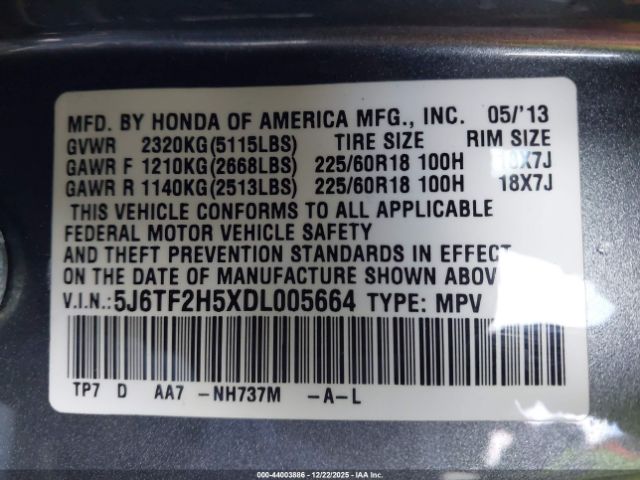 MFD. BY HONDA OF AMERICA MFG., INC. 05/'13
GVWR 2320KG(5115LBS) TIRE SIZE RIM SIZE
GAWR F 1210KG(2668LBS) 225/60R18 100H 18X7J
GAWR R 1140KG(2513LBS) 225/60R18 100H 18X7J
THIS VEHICLE CONFORMS TO ALL APPLICABLE
FEDERAL MOTOR VEHICLE SAFETY
AND THEFT PREVENTION STANDARDS IN EFFECT
ON THE DATE OF MANUFACTURE SHOWN ABOVE.
V.I.N.: 5J6TF2H5XDL005664 TYPE: MPV
TP7 D AA7 -NH737M -A-L
000-44003886 | 12/22/2025 | IAA Inc.